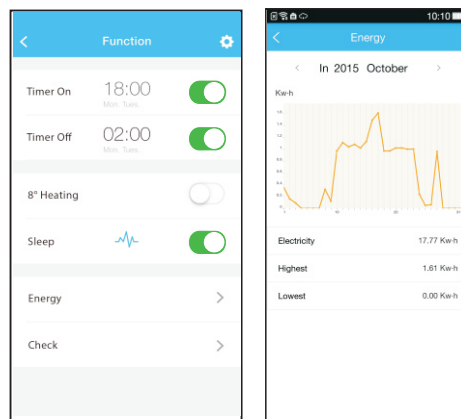 Function
Timer On 18:00
Mon. Tues.
Timer Off 02:00
Mon. Tues.
8° Heating
Sleep
Energy
Check
10:10
Energy
In 2015 October
Kw-h
Electricity 17.77 Kw-h
Highest 1.61 Kw-h
Lowest 0.00 Kw-h